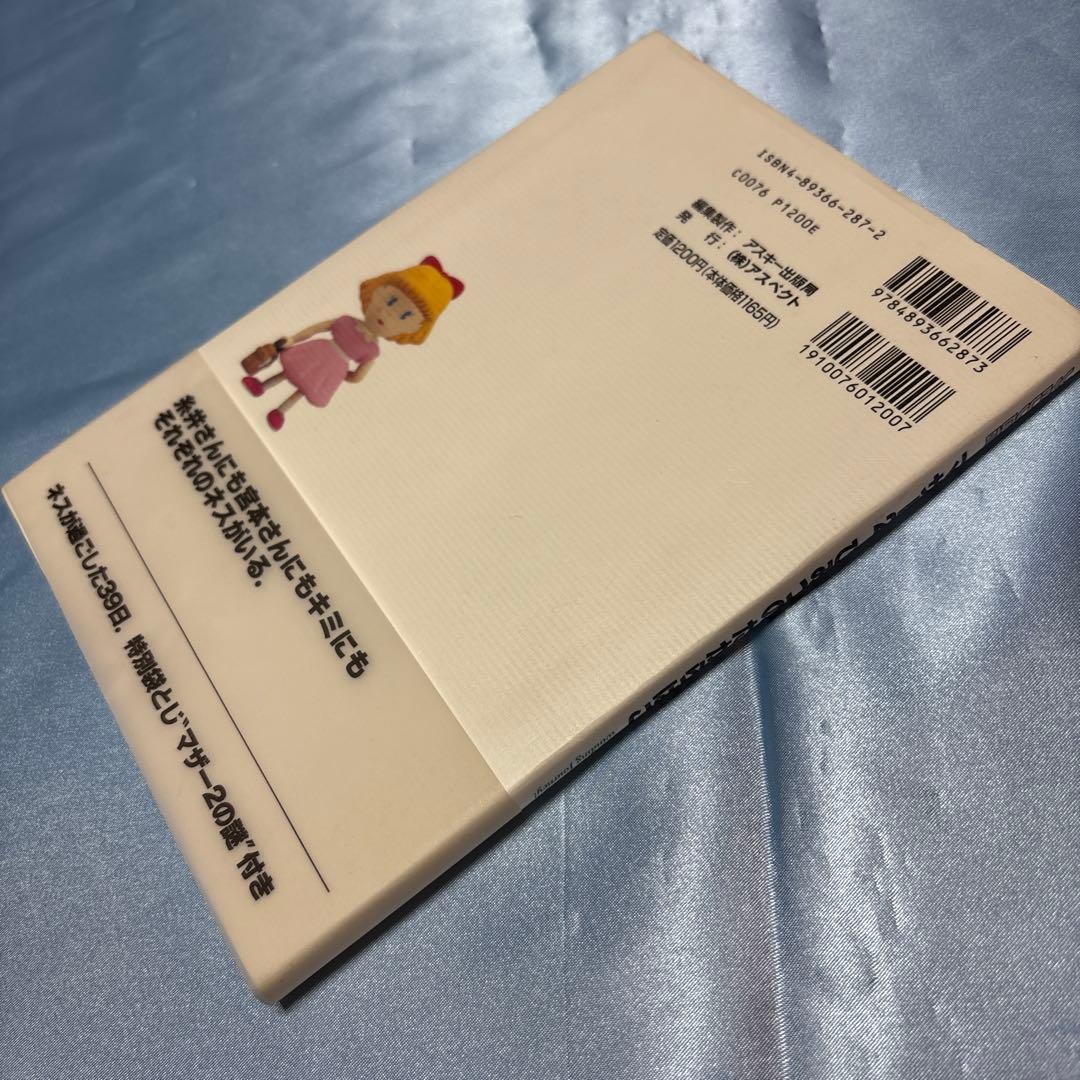 ISBN4-89366-287-2
C0076 P1200E
編集製作：アスキー出版局
発　行：(株)アスペクト
定価1200円(本体価格1165円)
9784893662873
1910076012007
糸井さんにも宮本さんにもキミにも
それぞれのネスがいる．
ネスが過ごした39日．特別袋とじ“マザー2の謎”付き